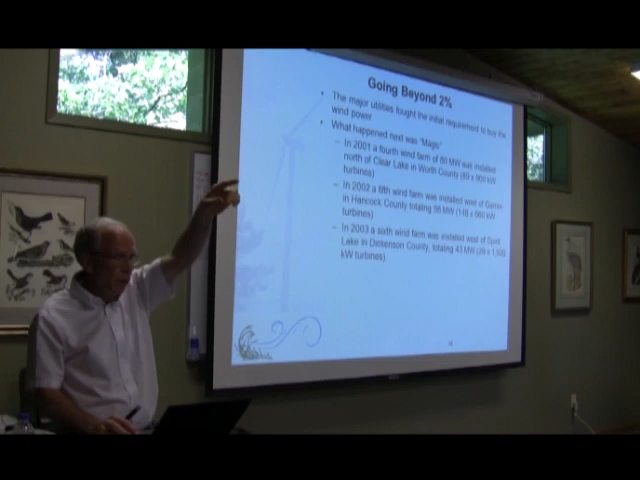 Going Beyond 2%
• The major utilities fought the initial requirement to buy the
wind power
• What happened next was "Magic"
– In 2001 a fourth wind farm of 80 MW was installed
north of Clear Lake in Worth County (89 x 900 kW
turbines)
– In 2002 a fifth wind farm was installed west of Garner
in Hancock County totaling 98 MW (148 x 660 kW
turbines)
– In 2003 a sixth wind farm was installed west of Spirit
Lake in Dickenson County, totaling 43 MW (29 x 1,500
kW turbines)